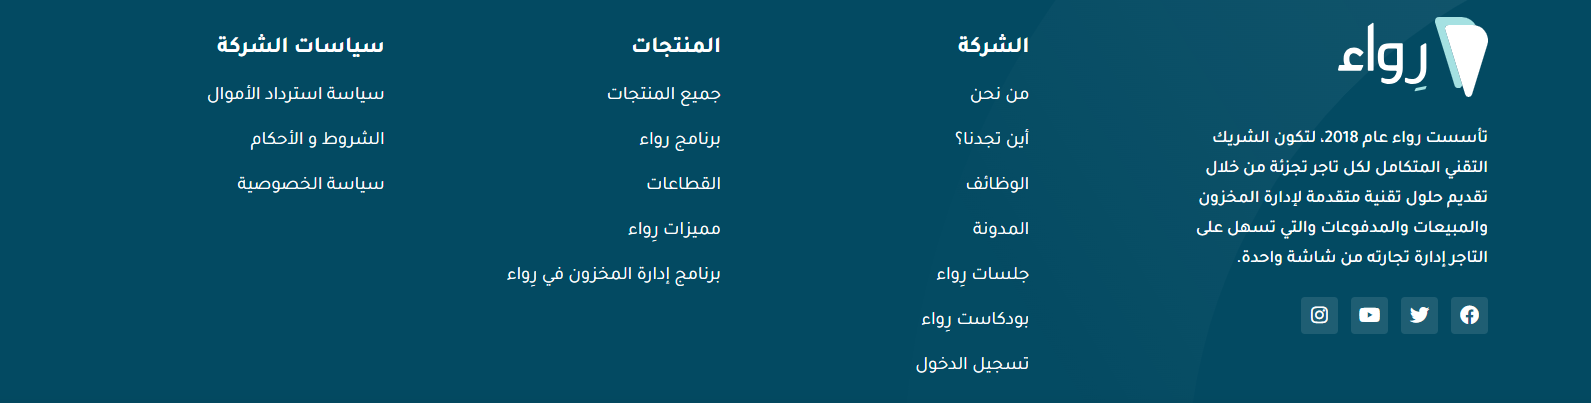 رِواء
تأسست رواء عام 2018، لتكون الشريك
التقني المتكامل لكل تاجر تجزئة من خلال
تقديم حلول تقنية متقدمة لإدارة المخزون
والمبيعات والمدفوعات والتي تسهل على
التاجر إدارة تجارته من شاشة واحدة.
الشركة
من نحن
أين تجدنا؟
الوظائف
المدونة
جلسات رِواء
بودكاست رِواء
تسجيل الدخول
المنتجات
جميع المنتجات
برنامج رواء
القطاعات
مميزات رِواء
برنامج إدارة المخزون في رِواء
سياسات الشركة
سياسة استرداد الأموال
الشروط و الأحكام
سياسة الخصوصية